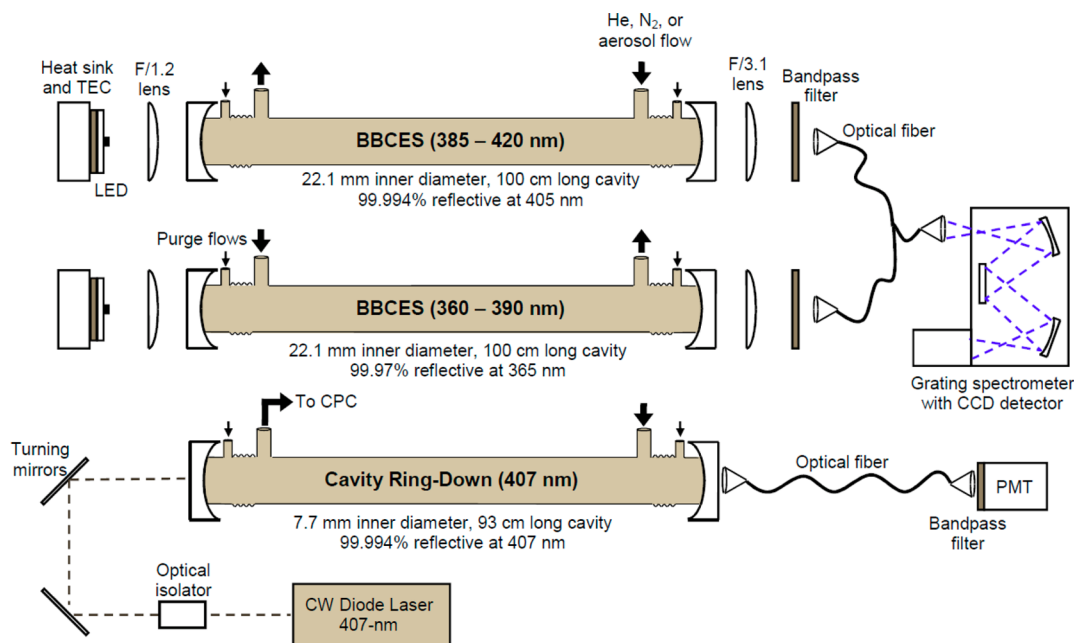 He, N₂, or
aerosol flow
Heat sink
and TEC
F/1.2
lens
F/3.1
lens
Bandpass
filter
Optical fiber
BBCES (385 – 420 nm)
LED
22.1 mm inner diameter, 100 cm long cavity
99.994% reflective at 405 nm
Purge flows
BBCES (360 – 390 nm)
22.1 mm inner diameter, 100 cm long cavity
99.97% reflective at 365 nm
Grating spectrometer
with CCD detector
To CPC
Turning
mirrors
Cavity Ring-Down (407 nm)
Optical fiber
PMT
7.7 mm inner diameter, 93 cm long cavity
99.994% reflective at 407 nm
Bandpass
filter
Optical
isolator
CW Diode Laser
407-nm